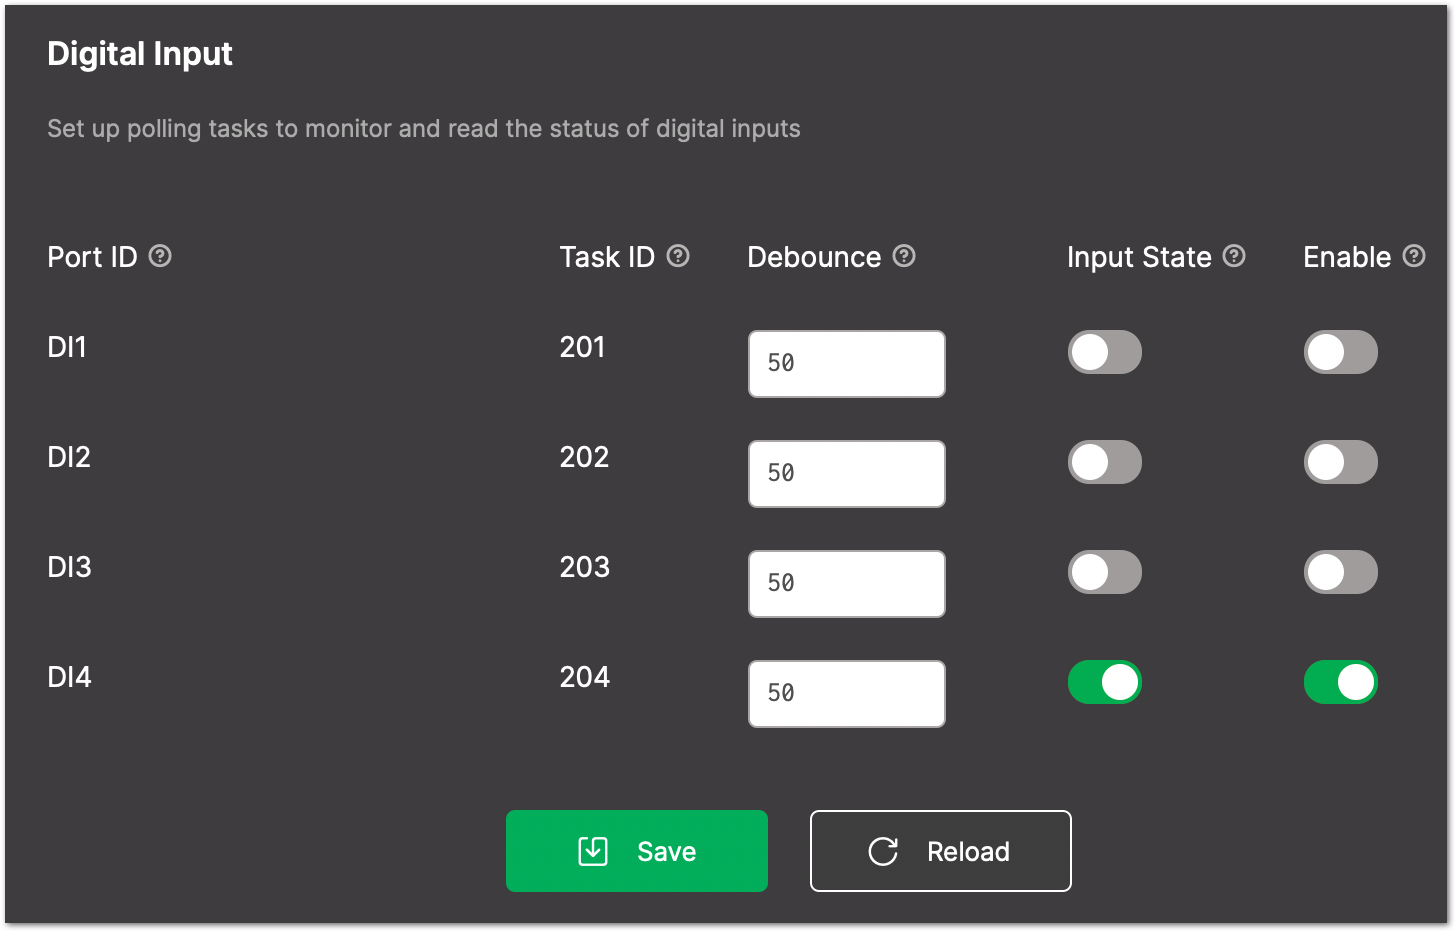 Digital Input
Set up polling tasks to monitor and read the status of digital inputs
Port ID Task ID Debounce Input State Enable
DI1 201 50
DI2 202 50
DI3 203 50
DI4 204 50
Save Reload